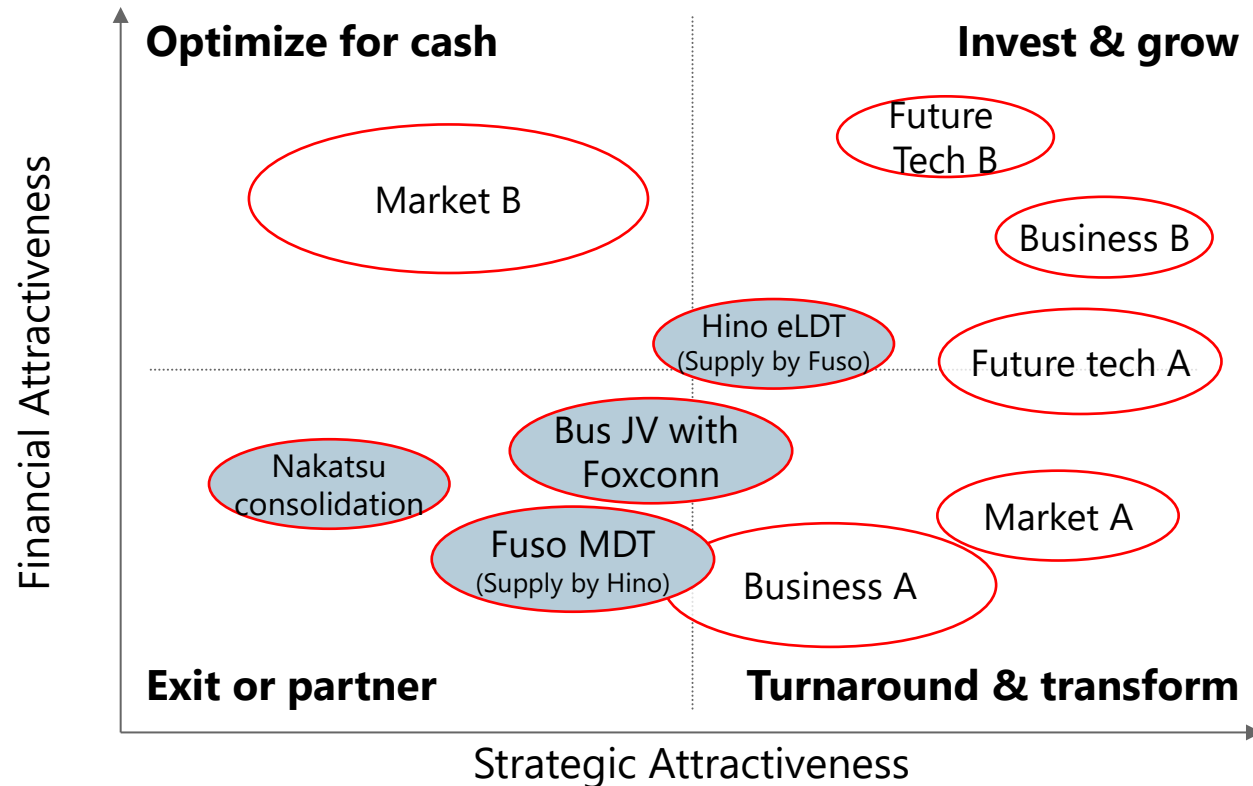 Optimize for cash
Invest & grow
Future
Tech B
Market B
Business B
Hino eLDT
(Supply by Fuso)
Future tech A
Bus JV with
Foxconn
Nakatsu
consolidation
Market A
Fuso MDT
(Supply by Hino)
Business A
Exit or partner
Turnaround & transform
Financial Attractiveness
Strategic Attractiveness